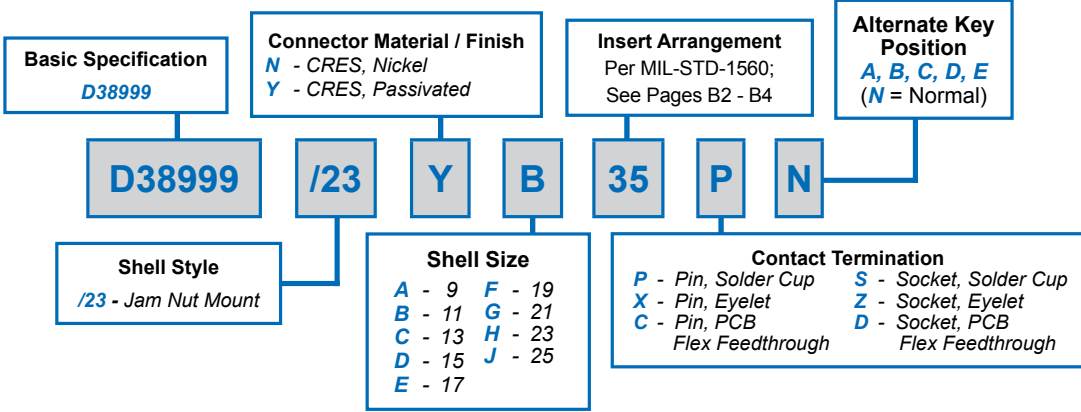 Basic Specification
D38999
Connector Material / Finish
N - CRES, Nickel
Y - CRES, Passivated
Insert Arrangement
Per MIL-STD-1560;
See Pages B2 - B4
Alternate Key
Position
A, B, C, D, E
(N = Normal)
D38999 /23 Y B 35 P N
Shell Style
/23 - Jam Nut Mount
Shell Size
A - 9 F - 19
B - 11 G - 21
C - 13 H - 23
D - 15 J - 25
E - 17
Contact Termination
P - Pin, Solder Cup S - Socket, Solder Cup
X - Pin, Eyelet Z - Socket, Eyelet
C - Pin, PCB D - Socket, PCB
Flex Feedthrough Flex Feedthrough